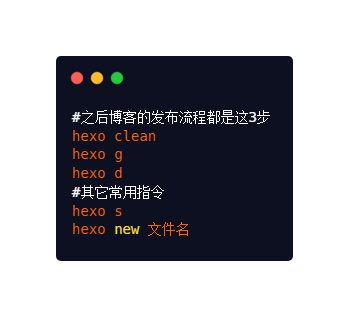 #之后博客的发布流程都是这3步
hexo clean
hexo g
hexo d
#其它常用指令
hexo s
hexo new 文件名